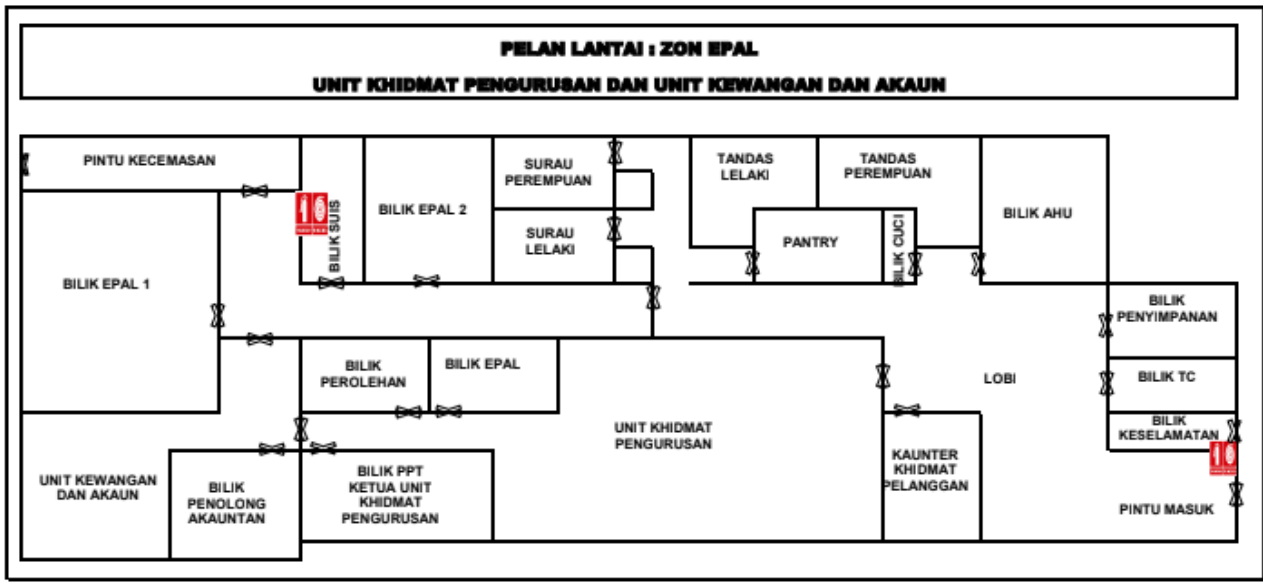 PELAN LANTAI : ZON EPAL
UNIT KHIDMAT PENGURUSAN DAN UNIT KEWANGAN DAN AKAUN
PINTU KECEMASAN
BILIK SUIS
BILIK EPAL 2
SURAU
PEREMPUAN
SURAU
LELAKI
TANDAS
LELAKI
TANDAS
PEREMPUAN
PANTRY
BILIK CUCI
BILIK AHU
BILIK EPAL 1
BILIK
PENYIMPANAN
BILIK TC
BILIK
KESELAMATAN
LOBI
BILIK
PEROLEHAN
BILIK EPAL
UNIT KHIDMAT
PENGURUSAN
KAUNTER
KHIDMAT
PELANGGAN
UNIT KEWANGAN
DAN AKAUN
BILIK
PENOLONG
AKAUNTAN
BILIK PPT
KETUA UNIT
KHIDMAT
PENGURUSAN
PINTU MASUK